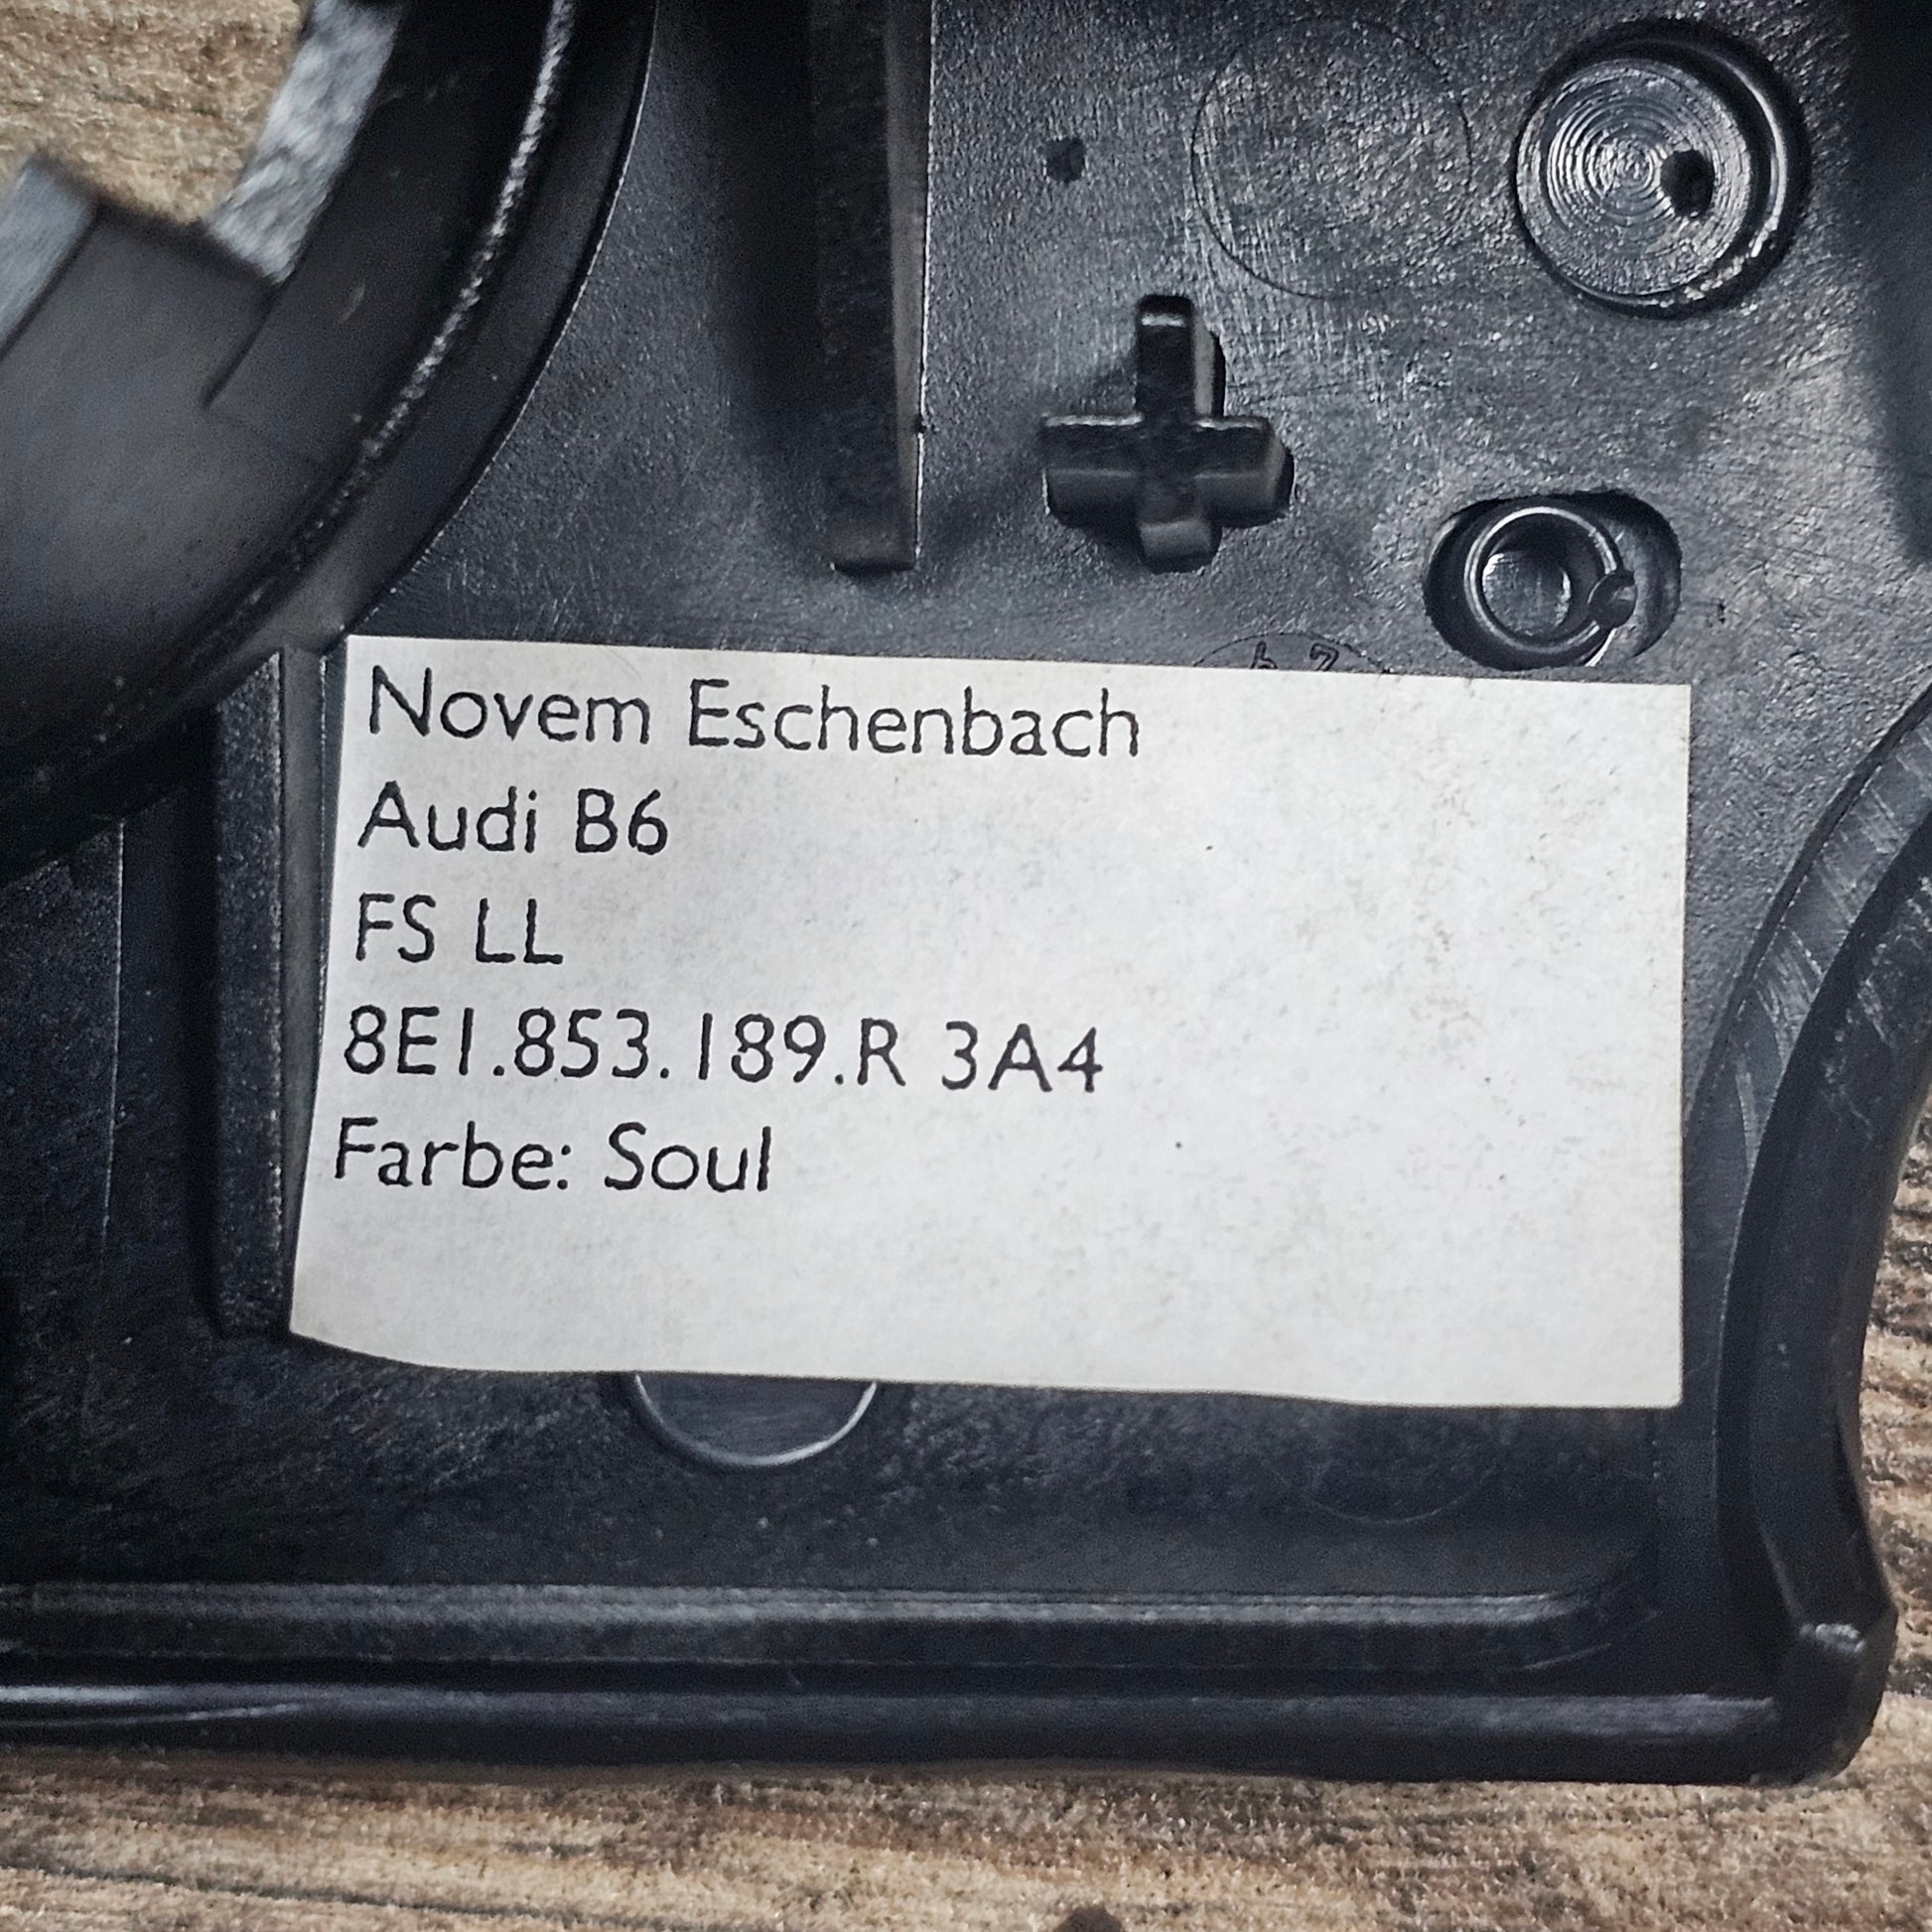 Novem Eschenbach
Audi B6
FS LL
8E1.853.189.R 3A4
Farbe: Soul